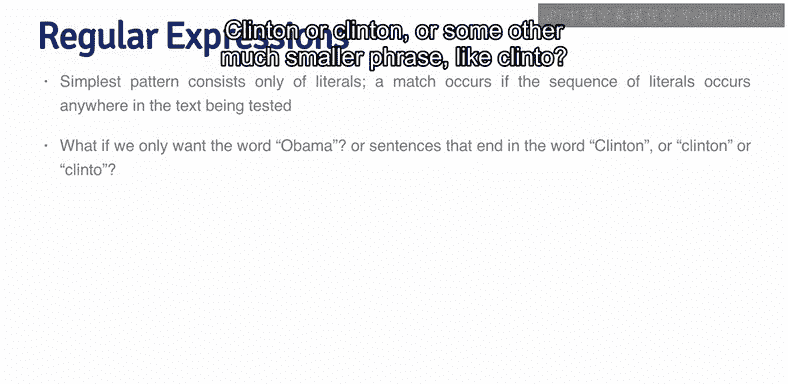 Regular Expressions
Clinton or clinton, or some other
much smaller phrase, like clinto?
· Simplest pattern consists only of literals; a match occurs if the sequence of literals occurs
anywhere in the text being tested
· What if we only want the word “Obama”? or sentences that end in the word “Clinton”, or “clinton” or
“clinto”?